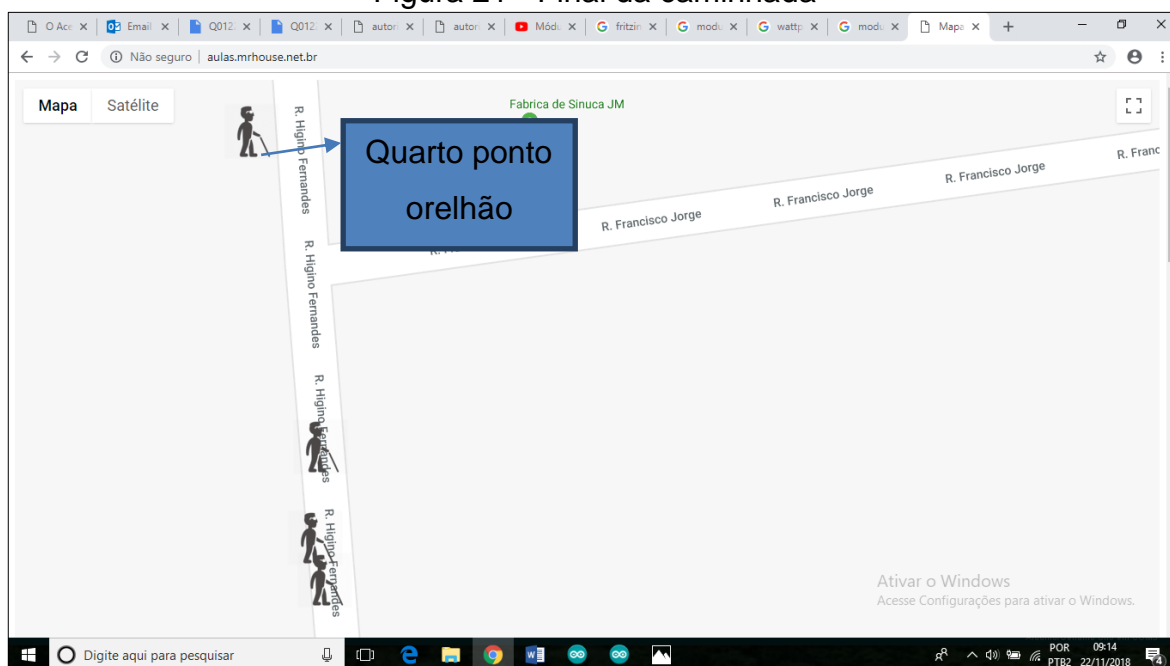 O Ace
Email
Q012
Q012
autor
autor
Módu
fritzin
modu
wattp
modu
Mapa
Não seguro | aulas.mrhouse.net.br
Mapa Satélite
Fabrica de Sinuca JM
R. Higino Fernandes
Quarto ponto
orelhão
R. Francisco Jorge
R. Francisco Jorge
R. Francisco Jorge
R. Franc
R. Higino Fernandes
R. Higino Fernandes
R. Higino Fernandes
Ativar o Windows
Acesse Configurações para ativar o Windows.
Digite aqui para pesquisar
POR 09:14
PTB2 22/11/2018